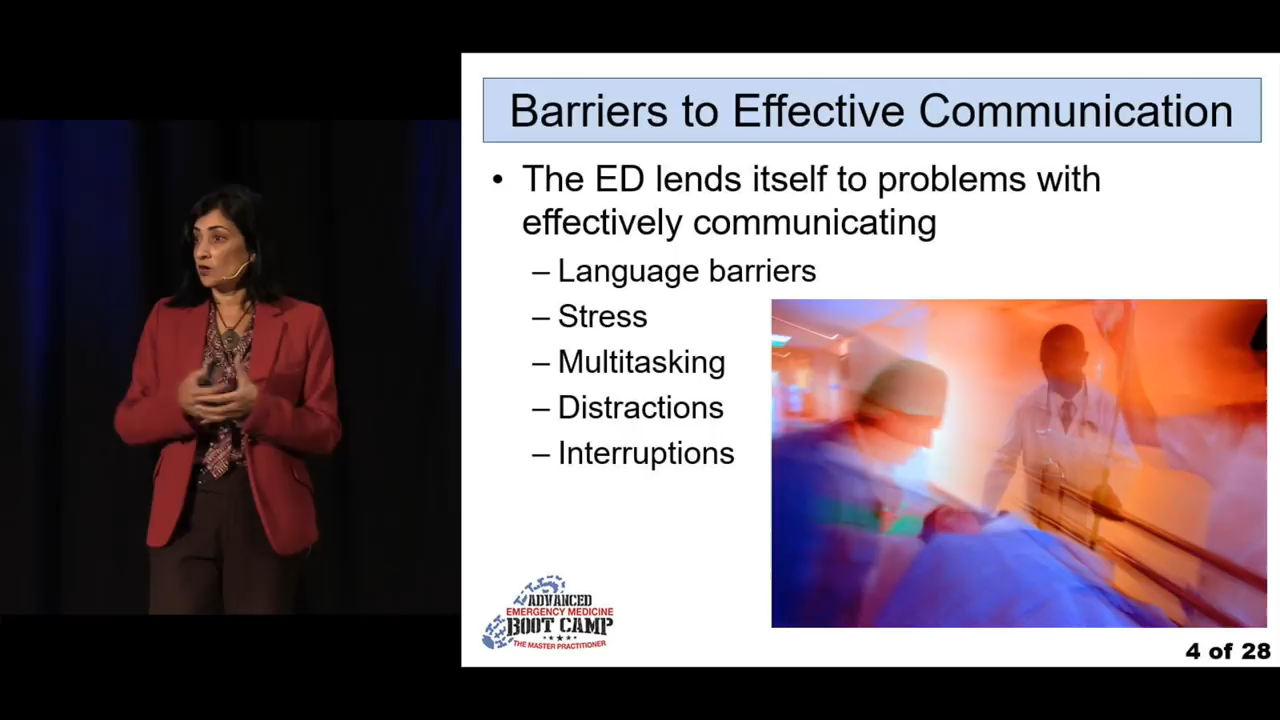 Barriers to Effective Communication
• The ED lends itself to problems with
effectively communicating
– Language barriers
– Stress
– Multitasking
– Distractions
– Interruptions
ADVANCED
EMERGENCY MEDICINE
BOOT CAMP
THE MASTER PRACTITIONER
4 of 28